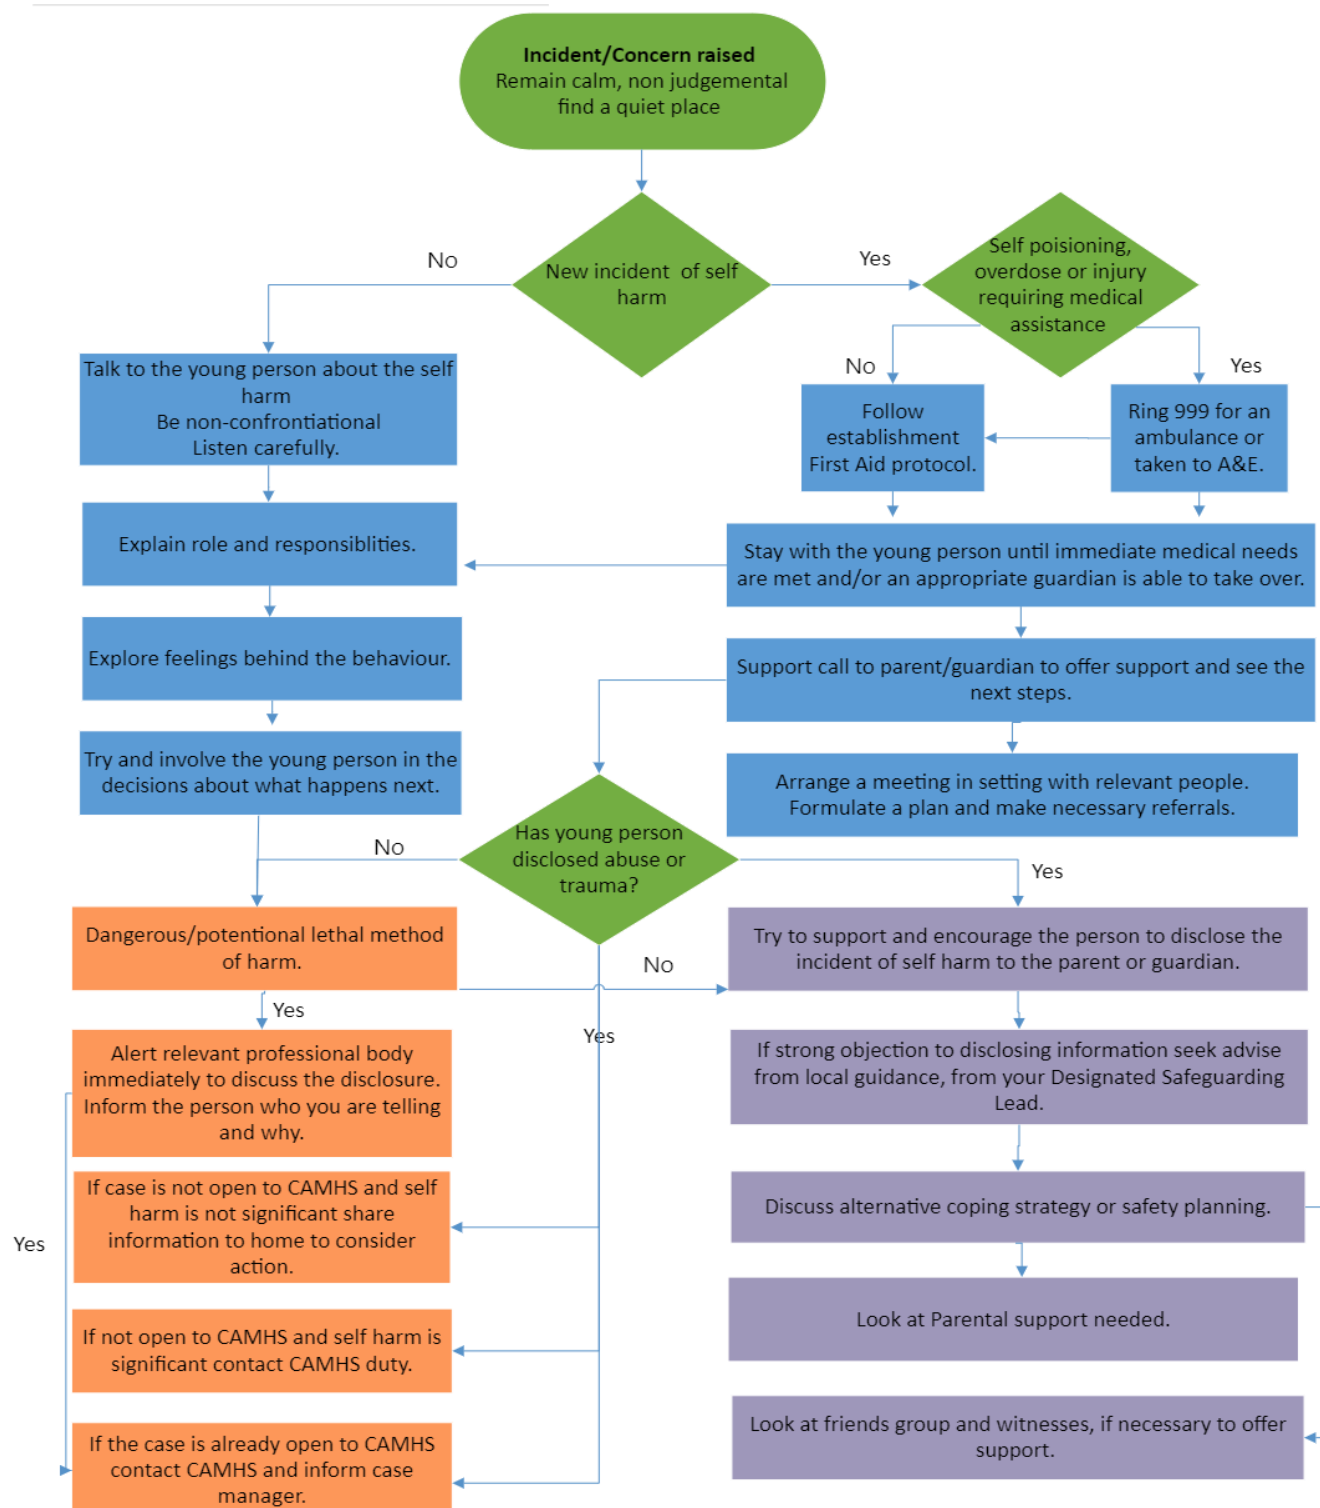 Incident/Concern raised
Remain calm, non judgemental
find a quiet place
No
New incident of self
harm
Yes
Self poisioning,
overdose or injury
requiring medical
assistance
No
Yes
Talk to the young person about the self
harm
Be non-confrontiational
Listen carefully.
Follow
establishment
First Aid protocol.
Ring 999 for an
ambulance or
taken to A&E.
Explain role and responsiblities.
Stay with the young person until immediate medical needs
are met and/or an appropriate guardian is able to take over.
Explore feelings behind the behaviour.
Support call to parent/guardian to offer support and see the
next steps.
Try and involve the young person in the
decisions about what happens next.
Arrange a meeting in setting with relevant people.
Formulate a plan and make necessary referrals.
No
Has young person
disclosed abuse or
trauma?
Yes
Dangerous/potential lethal method
of harm.
No
Try to support and encourage the person to disclose the
incident of self harm to the parent or guardian.
Yes
Yes
Alert relevant professional body
immediately to discuss the disclosure.
Inform the person who you are telling
and why.
If strong objection to disclosing information seek advise
from local guidance, from your Designated Safeguarding
Lead.
If case is not open to CAMHS and self
harm is not significant share
information to home to consider
action.
Discuss alternative coping strategy or safety planning.
Yes
If not open to CAMHS and self harm is
significant contact CAMHS duty.
Look at Parental support needed.
If the case is already open to CAMHS
contact CAMHS and inform case
manager.
Look at friends group and witnesses, if necessary to offer
support.